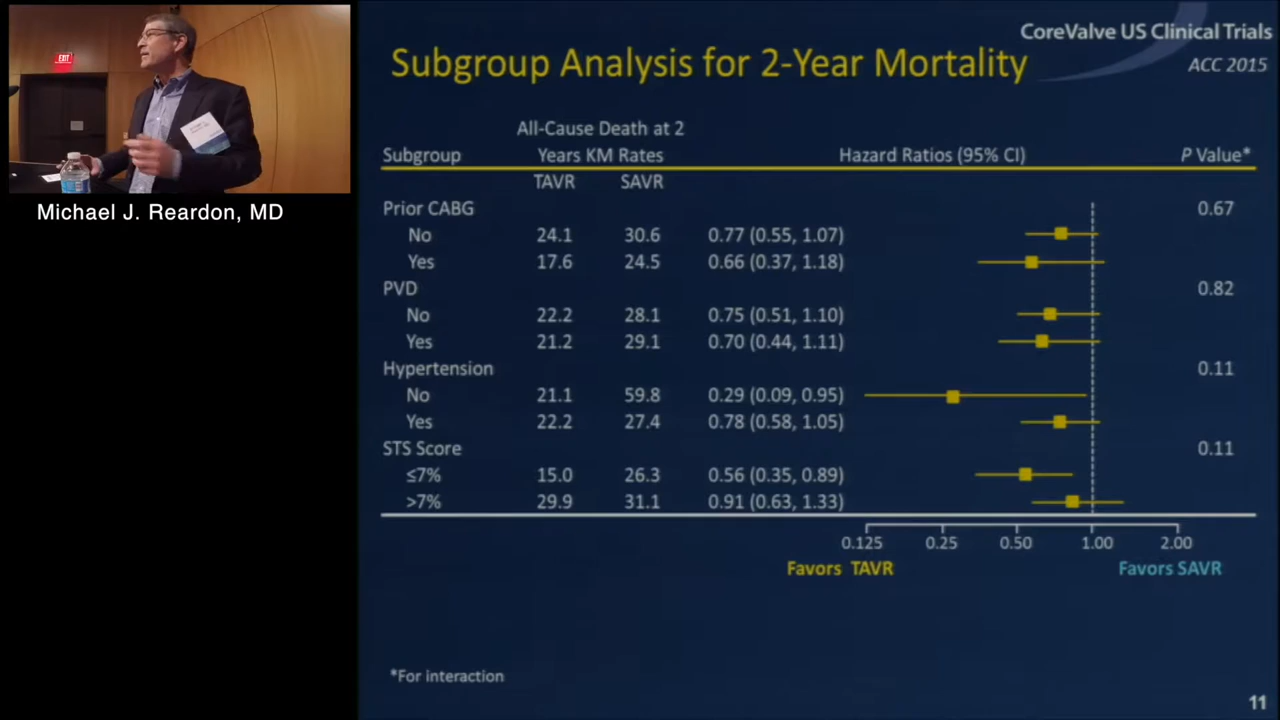 EXIT
Michael J. Reardon, MD
CoreValve US Clinical Trials
ACC 2015
Subgroup Analysis for 2-Year Mortality
All-Cause Death at 2
Subgroup Years KM Rates Hazard Ratios (95% CI) P Value*
TAVR SAVR
Prior CABG 0.67
No 24.1 30.6 0.77 (0.55, 1.07)
Yes 17.6 24.5 0.66 (0.37, 1.18)
PVD 0.82
No 22.2 28.1 0.75 (0.51, 1.10)
Yes 21.2 29.1 0.70 (0.44, 1.11)
Hypertension 0.11
No 21.1 59.8 0.29 (0.09, 0.95)
Yes 22.2 27.4 0.78 (0.58, 1.05)
STS Score 0.11
≤7% 15.0 26.3 0.56 (0.35, 0.89)
>7% 29.9 31.1 0.91 (0.63, 1.33)
0.125 0.25 0.50 1.00 2.00
Favors TAVR Favors SAVR
*For interaction
11